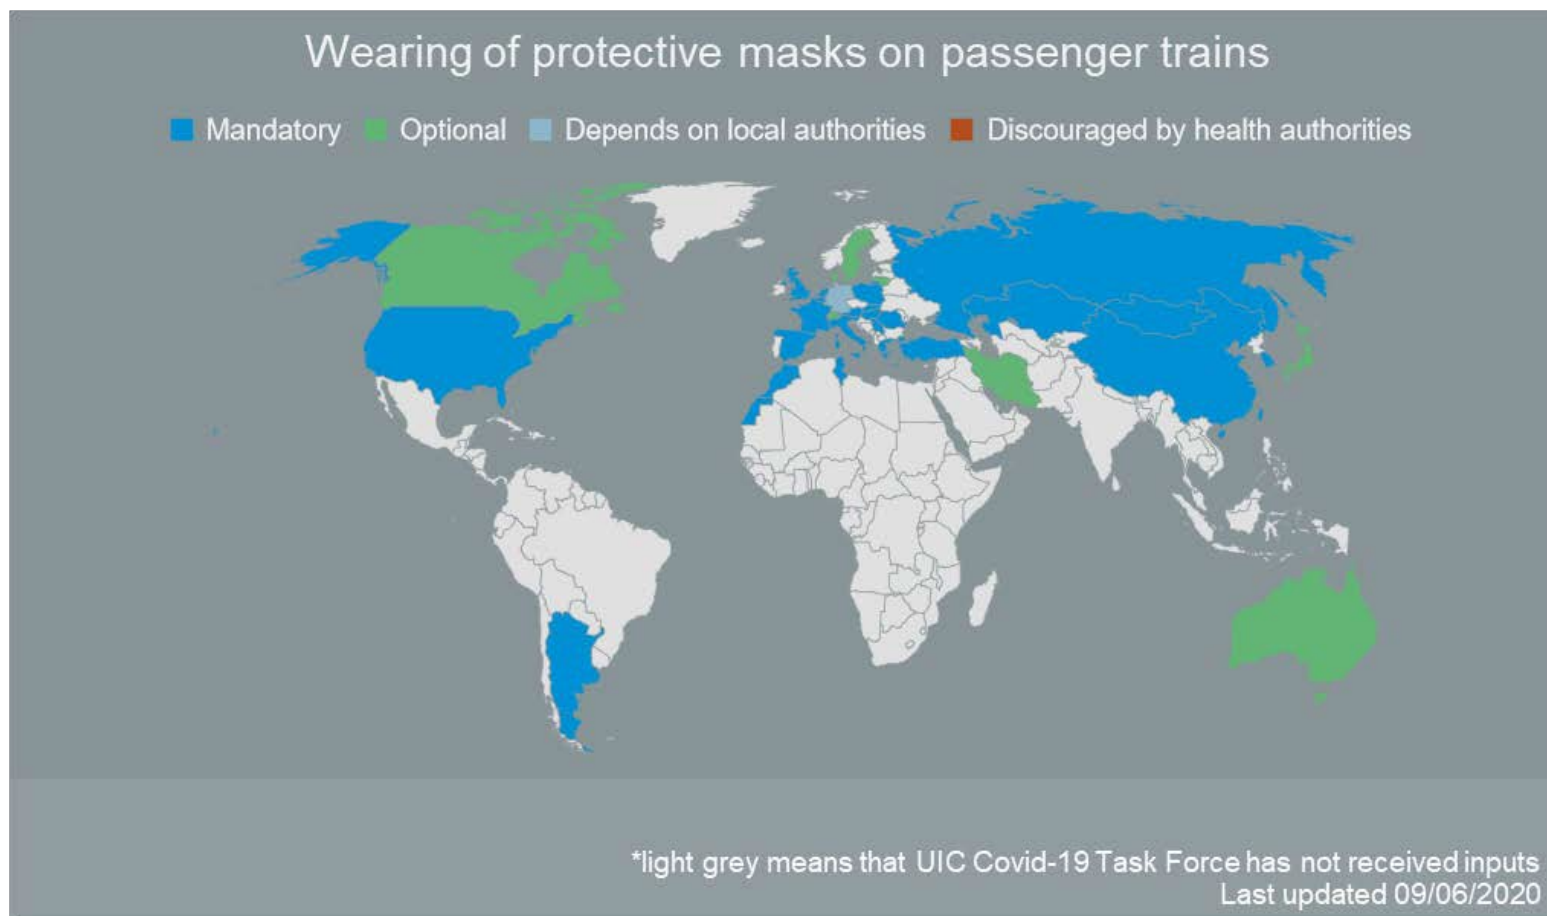 Wearing of protective masks on passenger trains
Mandatory Optional Depends on local authorities Discouraged by health authorities
*light grey means that UIC Covid-19 Task Force has not received inputs
Last updated 09/06/2020